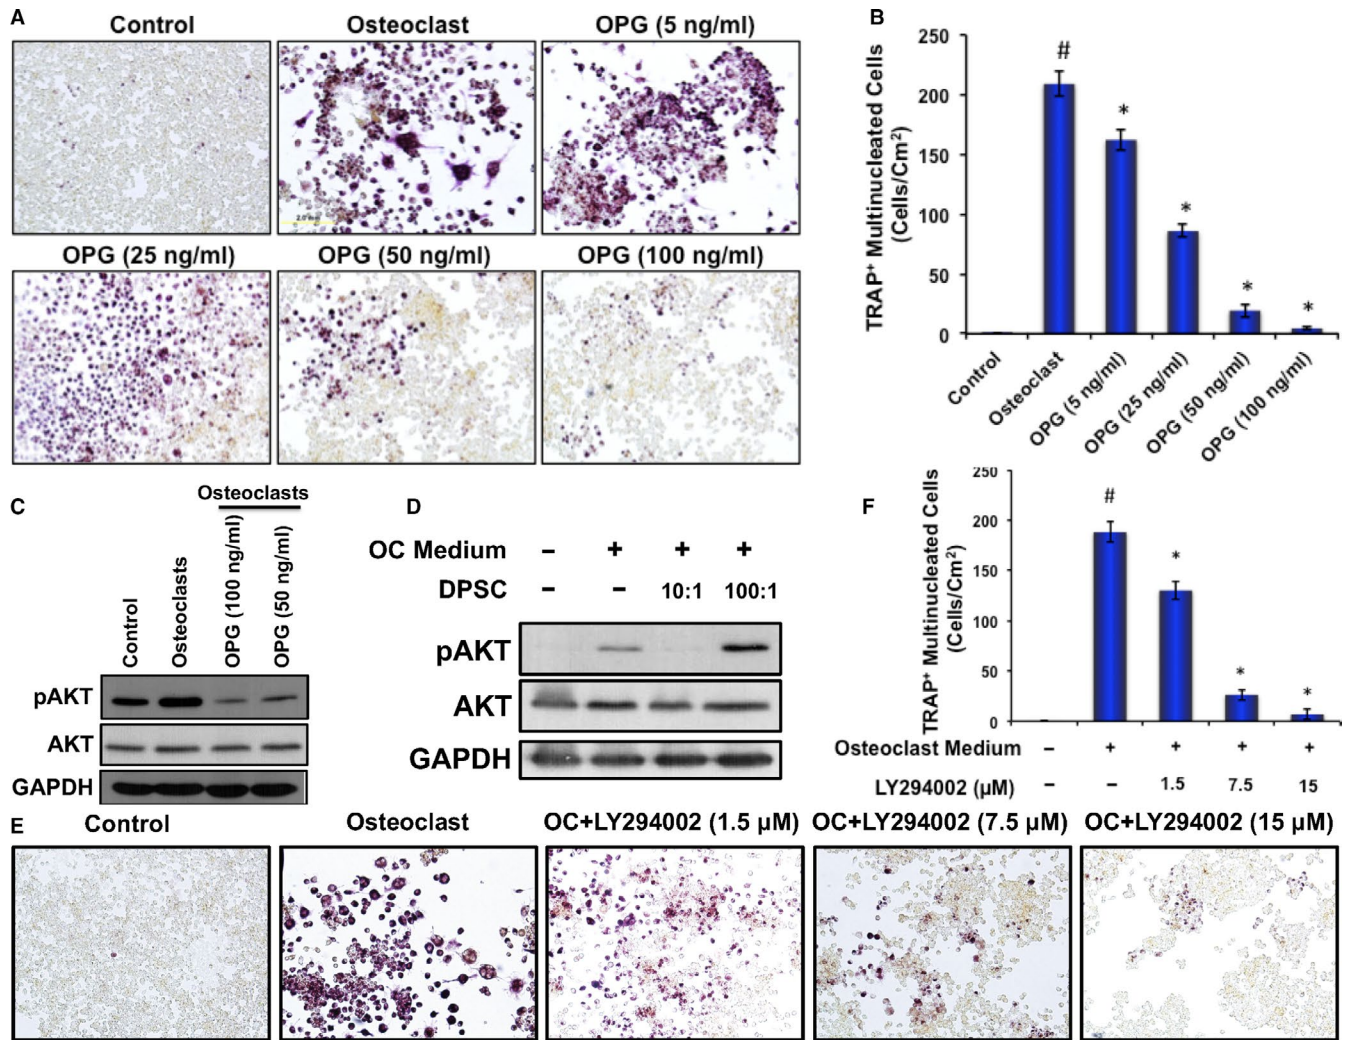 A
Control
Osteoclast
OPG (5 ng/ml)
2.0 mm
OPG (25 ng/ml)
OPG (50 ng/ml)
OPG (100 ng/ml)
B
TRAP⁺ Multinucleated Cells
(Cells/Cm²)
250
200
150
100
50
0
#
*
*
*
*
Control
Osteoclast
OPG (5 ng/ml)
OPG (25 ng/ml)
OPG (50 ng/ml)
OPG (100 ng/ml)
C
Osteoclasts
Control
Osteoclasts
OPG (100 ng/ml)
OPG (50 ng/ml)
pAKT
AKT
GAPDH
D
OC Medium – + + +
DPSC – – 10:1 100:1
pAKT
AKT
GAPDH
F
TRAP⁺ Multinucleated Cells
(Cells/Cm²)
250
200
150
100
50
0
#
*
*
*
Osteoclast Medium – + + + +
LY294002 (µM) – – 1.5 7.5 15
E
Control
Osteoclast
OC+LY294002 (1.5 µM)
OC+LY294002 (7.5 µM)
OC+LY294002 (15 µM)